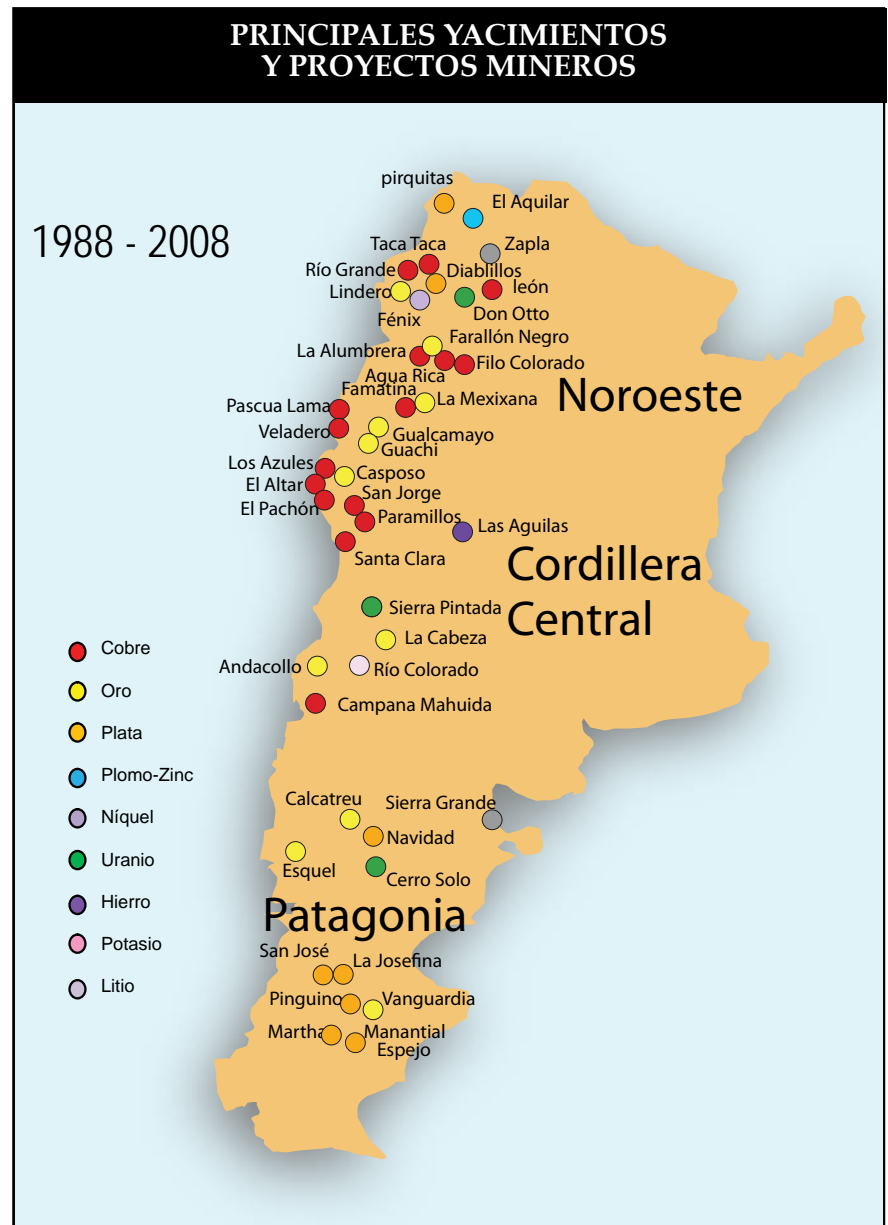 PRINCIPALES YACIMIENTOS
Y PROYECTOS MINEROS
1988 - 2008
pirquitas
El Aquilar
Taca Taca
Zapla
Río Grande
Diablillos
Lindero
león
Fénix
Don Otto
Farallón Negro
La Alumbrera
Filo Colorado
Agua Rica
Famatina
La Mexixana
Noroeste
Pascua Lama
Veladero
Gualcamayo
Guachi
Los Azules
Casposo
El Altar
San Jorge
El Pachón
Paramillos
Las Aguilas
Santa Clara
Cordillera
Central
Sierra Pintada
La Cabeza
Andacollo
Río Colorado
Campana Mahuida
Cobre
Oro
Plata
Plomo-Zinc
Níquel
Uranio
Hierro
Potasio
Litio
Calcatreu
Sierra Grande
Navidad
Esquel
Cerro Solo
Patagonia
San José
La Josefina
Pinguino
Vanguardia
Martha
Manantial
Espejo